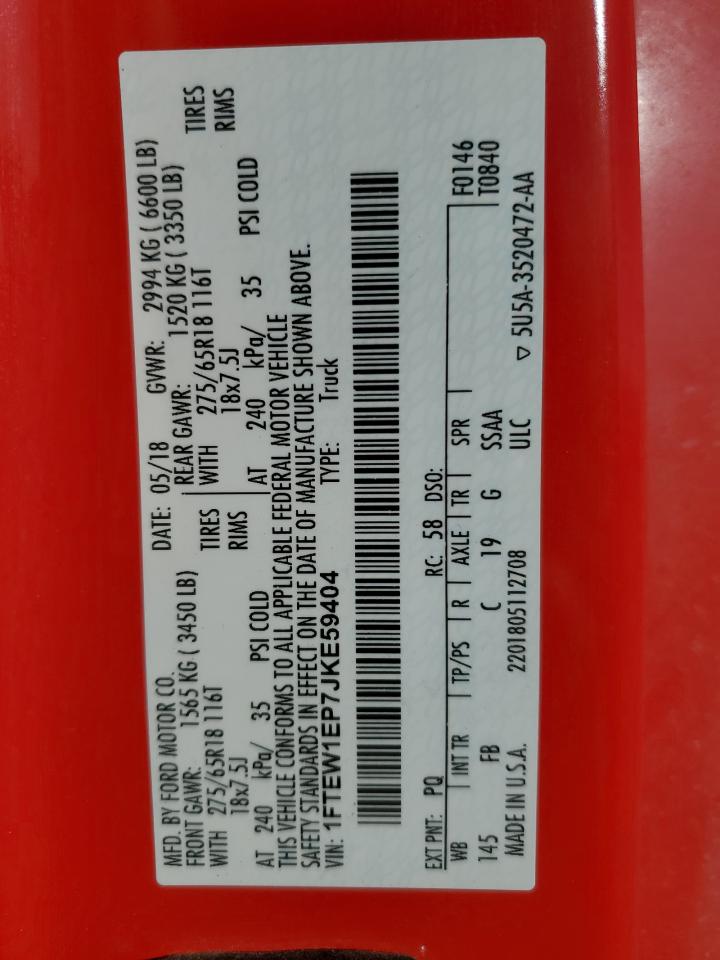 MFD. BY FORD MOTOR CO. DATE: 05/18 GVWR: 2994 KG ( 6600 LB)
FRONT GAWR: 1565 KG ( 3450 LB) REAR GAWR: 1520 KG ( 3350 LB)
WITH 275/65R18 116T TIRES WITH 275/65R18 116T TIRES
18x7.5J RIMS 18x7.5J RIMS
AT 240 kPa/ 35 PSI COLD AT 240 kPa/ 35 PSI COLD
THIS VEHICLE CONFORMS TO ALL APPLICABLE FEDERAL MOTOR VEHICLE
SAFETY STANDARDS IN EFFECT ON THE DATE OF MANUFACTURE SHOWN ABOVE.
VIN: 1FTEW1EP7JKE59404 TYPE: Truck
EXT PNT: PQ RC: 58 DSO:
WB INT TR TP/PS R AXLE TR SPR F0146
145 FB C 19 G SSAA T0840
MADE IN U.S.A. 2201805112708 ULC ▽ 5U5A-3520472-AA